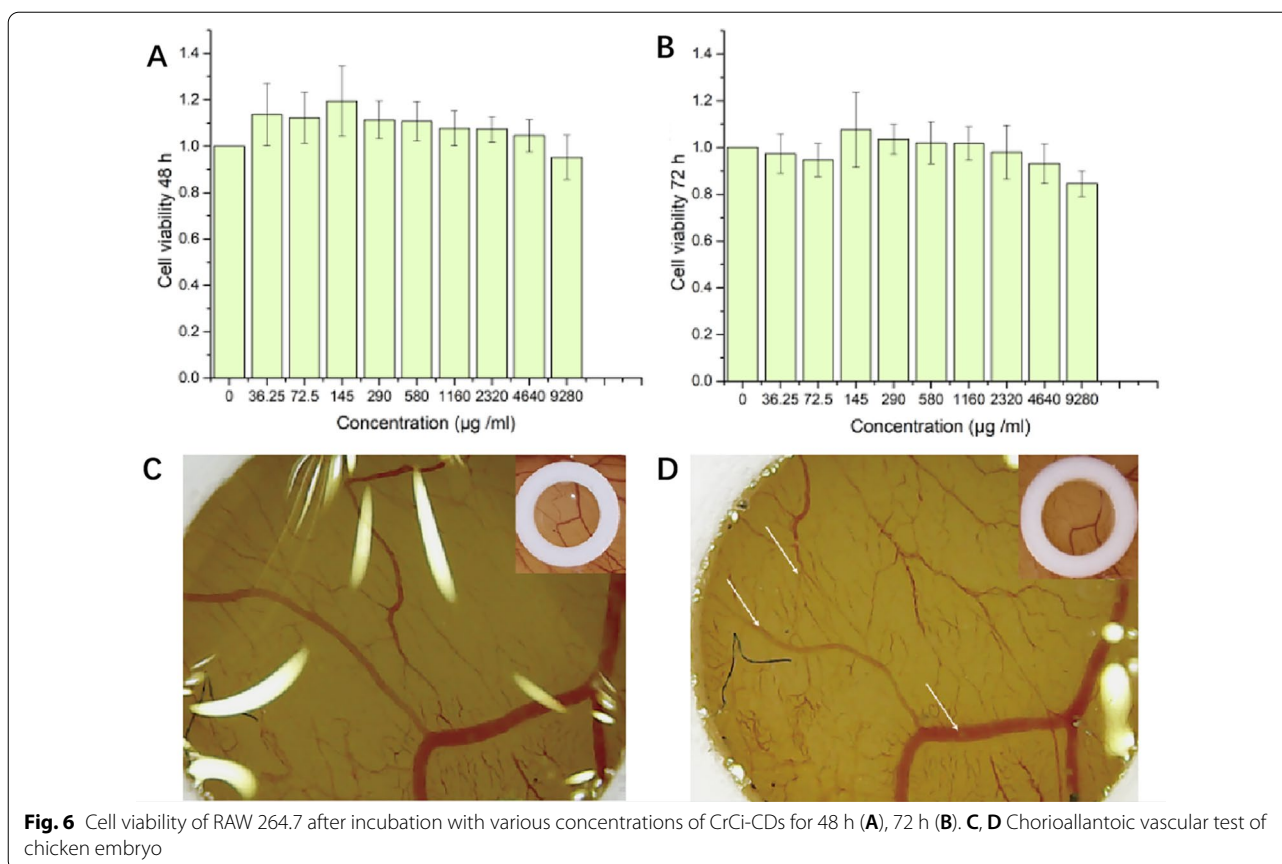 A
Cell viability 48 h
1.4
1.2
1.0
0.8
0.6
0.4
0.2
0.0
0 36.25 72.5 145 290 580 1160 2320 4640 9280
Concentration (μg /ml)
B
Cell viability 72 h
1.4
1.2
1.0
0.8
0.6
0.4
0.2
0.0
0 36.25 72.5 145 290 580 1160 2320 4640 9280
Concentration (μg /ml)
C
D
Fig. 6 Cell viability of RAW 264.7 after incubation with various concentrations of CrCi-CDs for 48 h (A), 72 h (B). C, D Chorioallantoic vascular test of
chicken embryo